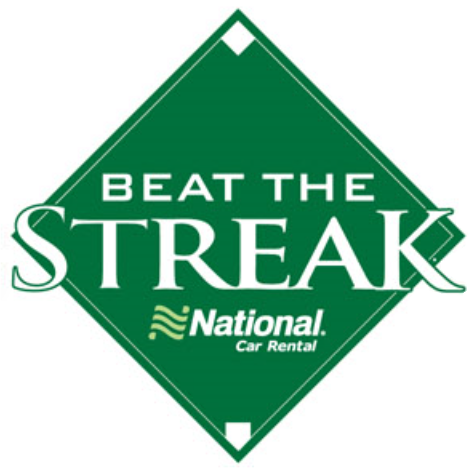 BEAT THE
STREAK
National.
Car Rental